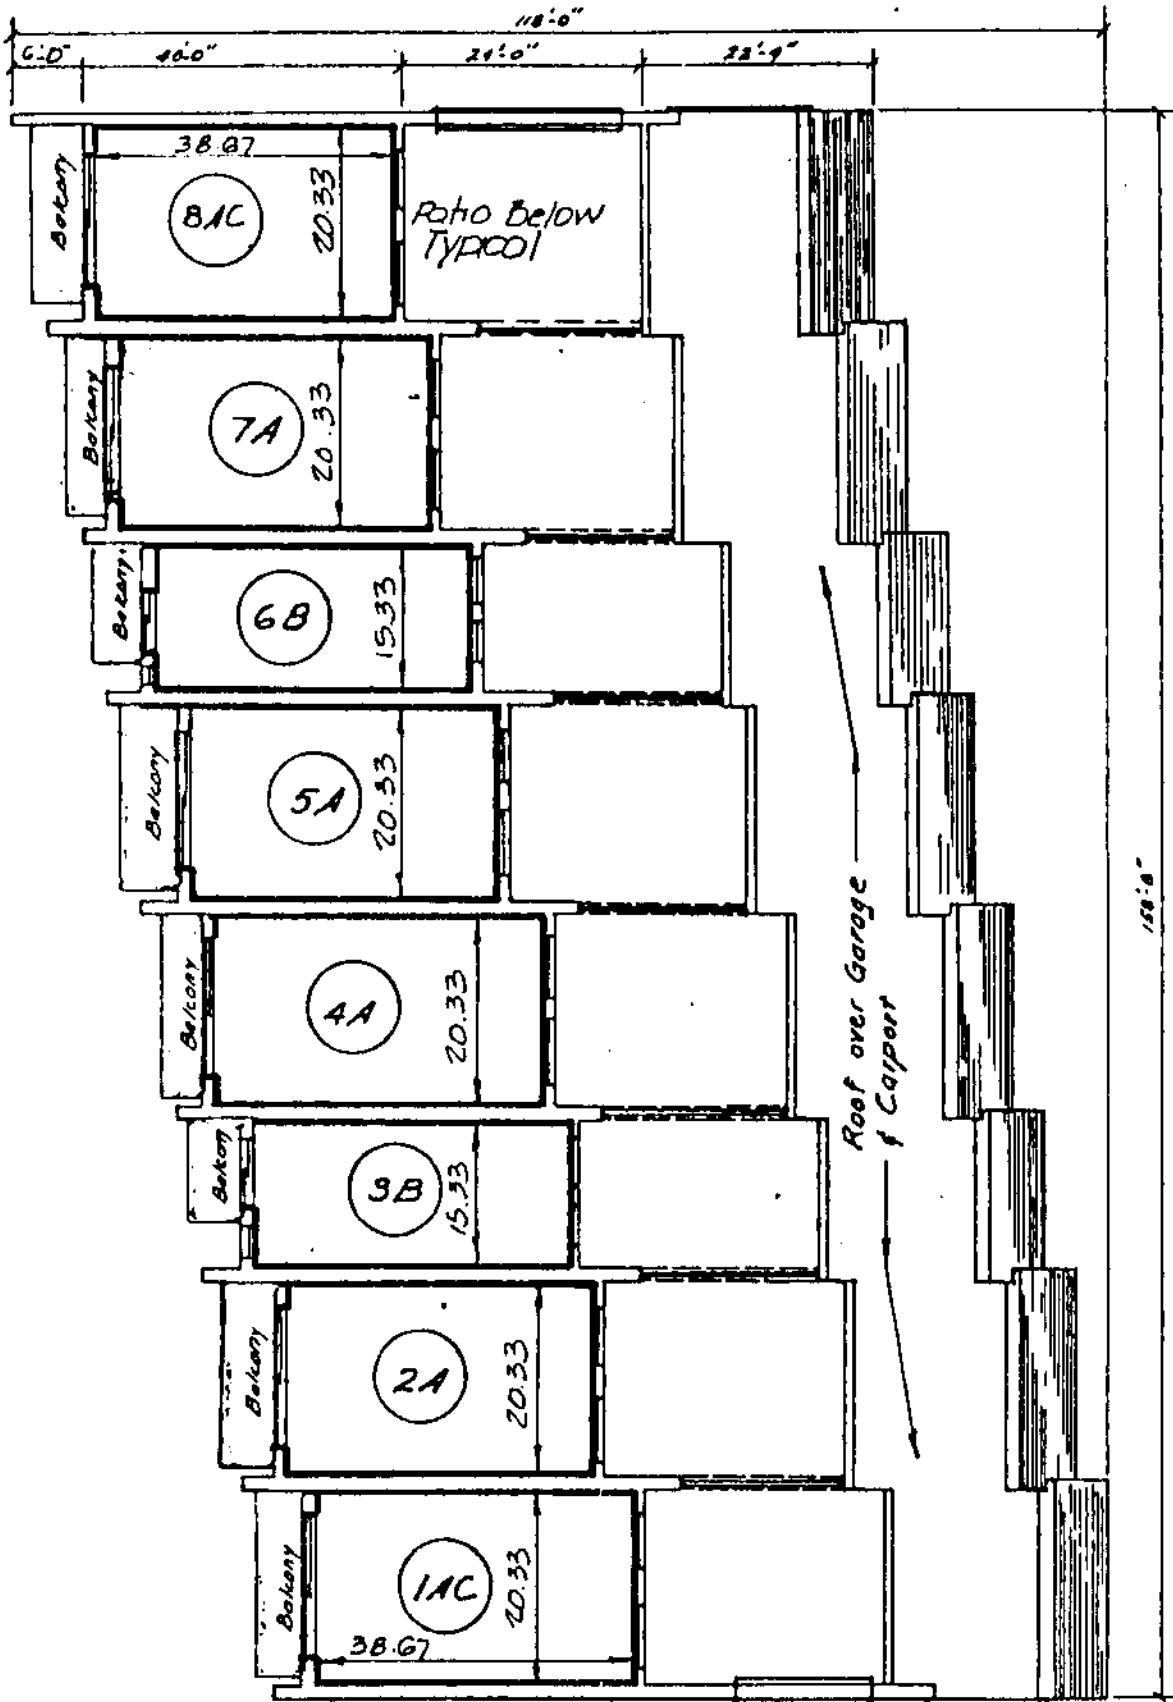 118'-0"
6'-0"
40'-0"
24'-0"
38.67
Balcony
8AC
20.33
Patio Below
Typical
Balcony
7A
20.33
Balcony
6B
15.33
Balcony
5A
20.33
Balcony
4A
20.33
Roof over Garage
& Carport
Balcony
3B
15.33
Balcony
2A
20.33
Balcony
1AC
20.33
38.67